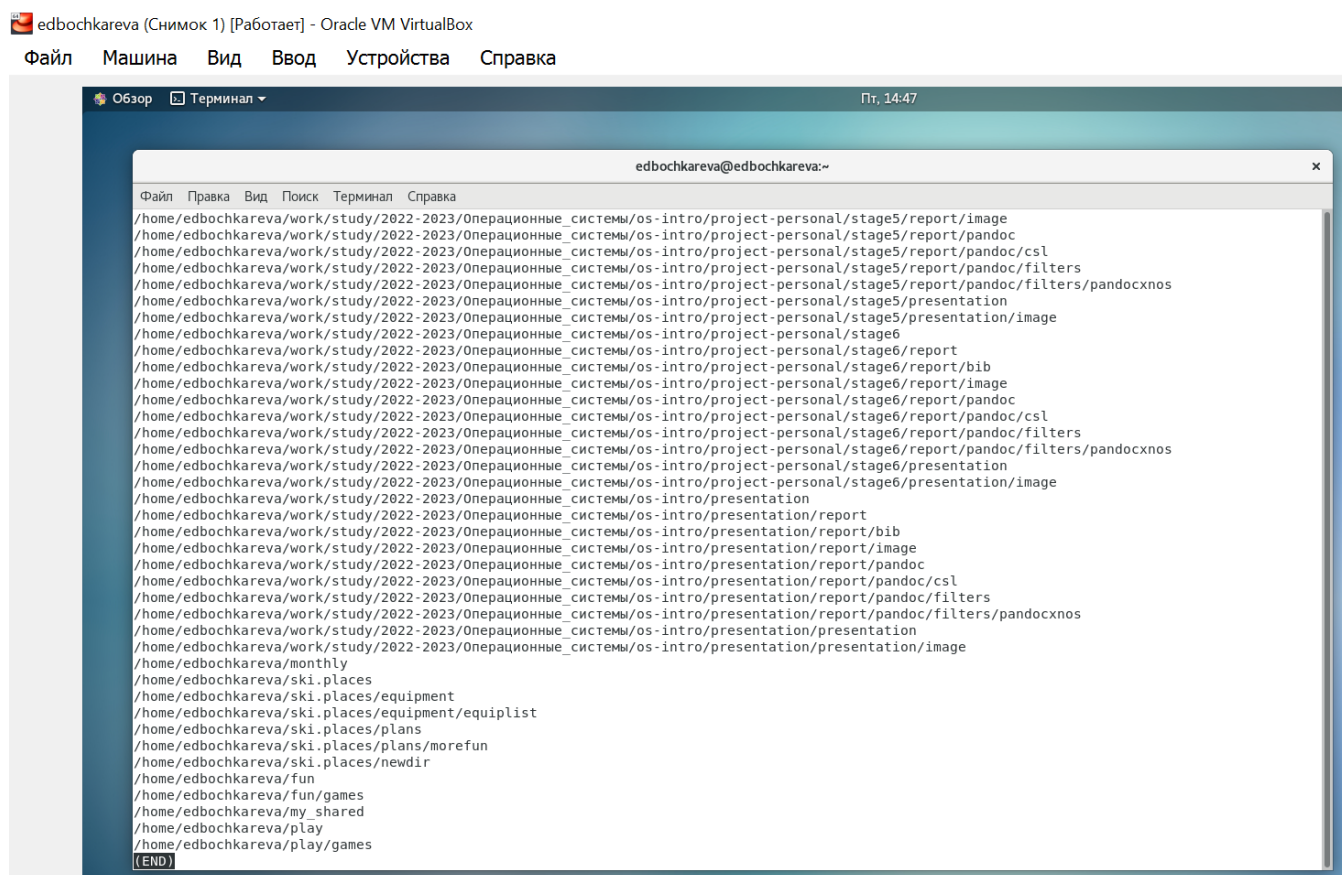 edbochkareva (Снимок 1) [Работает] - Oracle VM VirtualBox
Файл Машина Вид Ввод Устройства Справка
Обзор Терминал Пт, 14:47
edbochkareva@edbochkareva:~ ×
Файл Правка Вид Поиск Терминал Справка
/home/edbochkareva/work/study/2022-2023/Операционные_системы/os-intro/project-personal/stage5/report/image
/home/edbochkareva/work/study/2022-2023/Операционные_системы/os-intro/project-personal/stage5/report/pandoc
/home/edbochkareva/work/study/2022-2023/Операционные_системы/os-intro/project-personal/stage5/report/pandoc/csl
/home/edbochkareva/work/study/2022-2023/Операционные_системы/os-intro/project-personal/stage5/report/pandoc/filters
/home/edbochkareva/work/study/2022-2023/Операционные_системы/os-intro/project-personal/stage5/report/pandoc/filters/pandocxnos
/home/edbochkareva/work/study/2022-2023/Операционные_системы/os-intro/project-personal/stage5/presentation
/home/edbochkareva/work/study/2022-2023/Операционные_системы/os-intro/project-personal/stage5/presentation/image
/home/edbochkareva/work/study/2022-2023/Операционные_системы/os-intro/project-personal/stage6
/home/edbochkareva/work/study/2022-2023/Операционные_системы/os-intro/project-personal/stage6/report
/home/edbochkareva/work/study/2022-2023/Операционные_системы/os-intro/project-personal/stage6/report/bib
/home/edbochkareva/work/study/2022-2023/Операционные_системы/os-intro/project-personal/stage6/report/image
/home/edbochkareva/work/study/2022-2023/Операционные_системы/os-intro/project-personal/stage6/report/pandoc
/home/edbochkareva/work/study/2022-2023/Операционные_системы/os-intro/project-personal/stage6/report/pandoc/csl
/home/edbochkareva/work/study/2022-2023/Операционные_системы/os-intro/project-personal/stage6/report/pandoc/filters
/home/edbochkareva/work/study/2022-2023/Операционные_системы/os-intro/project-personal/stage6/report/pandoc/filters/pandocxnos
/home/edbochkareva/work/study/2022-2023/Операционные_системы/os-intro/project-personal/stage6/presentation
/home/edbochkareva/work/study/2022-2023/Операционные_системы/os-intro/project-personal/stage6/presentation/image
/home/edbochkareva/work/study/2022-2023/Операционные_системы/os-intro/presentation
/home/edbochkareva/work/study/2022-2023/Операционные_системы/os-intro/presentation/report
/home/edbochkareva/work/study/2022-2023/Операционные_системы/os-intro/presentation/report/bib
/home/edbochkareva/work/study/2022-2023/Операционные_системы/os-intro/presentation/report/image
/home/edbochkareva/work/study/2022-2023/Операционные_системы/os-intro/presentation/report/pandoc
/home/edbochkareva/work/study/2022-2023/Операционные_системы/os-intro/presentation/report/pandoc/csl
/home/edbochkareva/work/study/2022-2023/Операционные_системы/os-intro/presentation/report/pandoc/filters
/home/edbochkareva/work/study/2022-2023/Операционные_системы/os-intro/presentation/report/pandoc/filters/pandocxnos
/home/edbochkareva/work/study/2022-2023/Операционные_системы/os-intro/presentation/presentation
/home/edbochkareva/work/study/2022-2023/Операционные_системы/os-intro/presentation/presentation/image
/home/edbochkareva/monthly
/home/edbochkareva/ski.places
/home/edbochkareva/ski.places/equipment
/home/edbochkareva/ski.places/equipment/equiplist
/home/edbochkareva/ski.places/plans
/home/edbochkareva/ski.places/plans/morefun
/home/edbochkareva/ski.places/newdir
/home/edbochkareva/fun
/home/edbochkareva/fun/games
/home/edbochkareva/my_shared
/home/edbochkareva/play
/home/edbochkareva/play/games
(END)